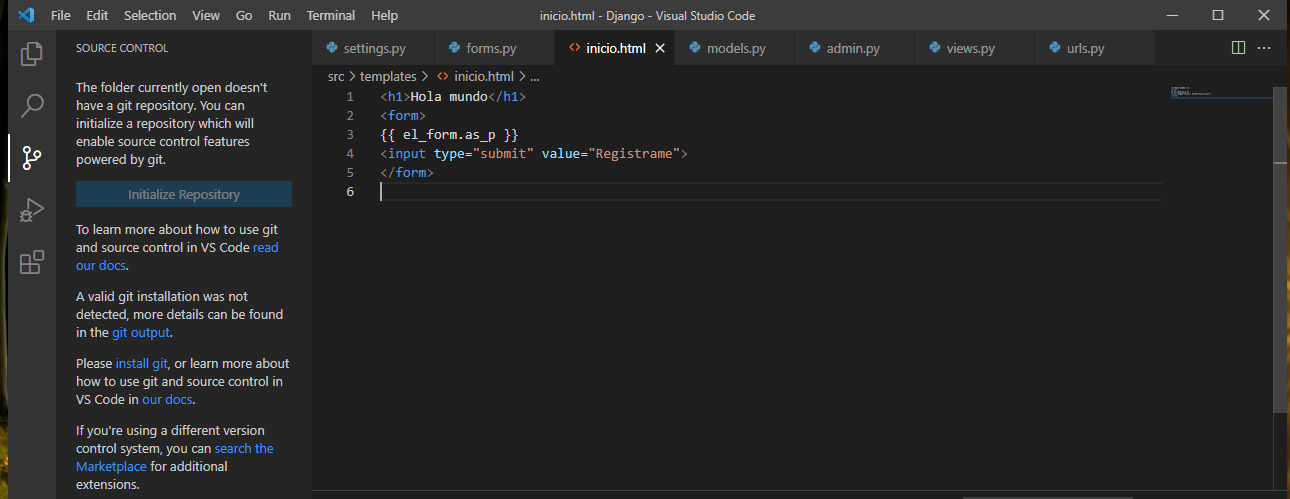 File Edit Selection View Go Run Terminal Help
inicio.html - Django - Visual Studio Code
SOURCE CONTROL
The folder currently open doesn't
have a git repository. You can
initialize a repository which will
enable source control features
powered by git.
Initialize Repository
To learn more about how to use git
and source control in VS Code read
our docs.
A valid git installation was not
detected, more details can be found
in the git output.
Please install git, or learn more about
how to use git and source control in
VS Code in our docs.
If you're using a different version
control system, you can search the
Marketplace for additional
extensions.
settings.py forms.py inicio.html models.py admin.py views.py urls.py
src > templates > inicio.html > ...
1 <h1>Hola mundo</h1>
2 <form>
3 {{ el_form.as_p }}
4 <input type="submit" value="Registrame">
5 </form>
6